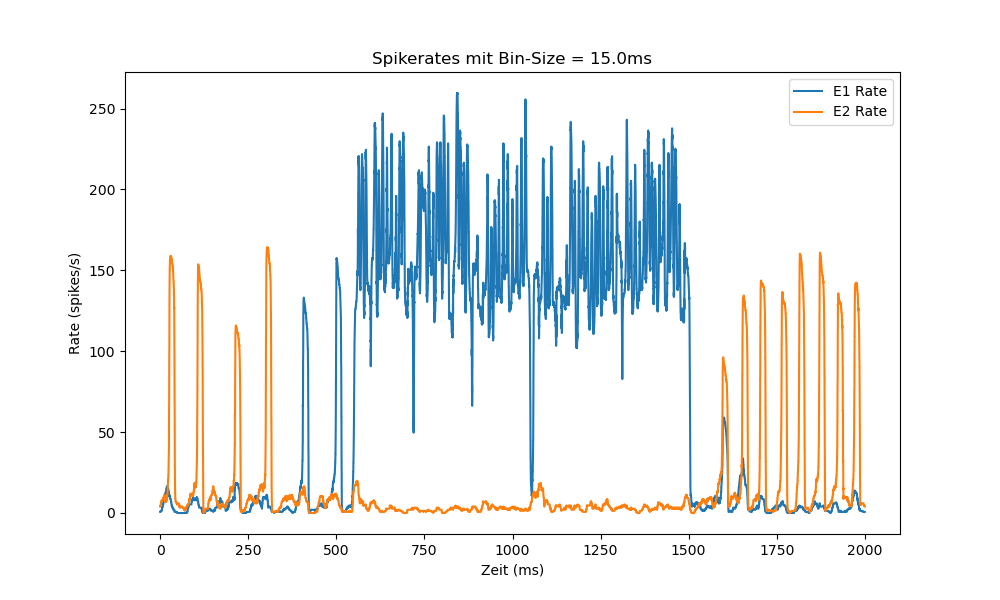 Spikerates mit Bin-Size = 15.0ms
E1 Rate
E2 Rate
Rate (spikes/s)
250
200
150
100
50
0
0 250 500 750 1000 1250 1500 1750 2000
Zeit (ms)